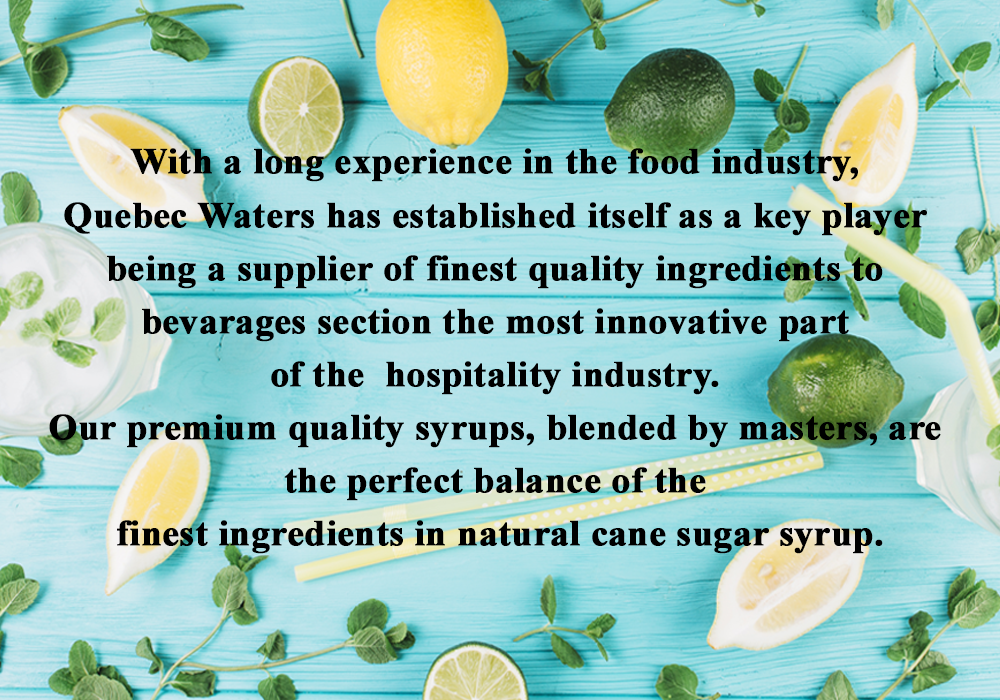 With a long experience in the food industry,
Quebec Waters has established itself as a key player
being a supplier of finest quality ingredients to
bevarages section the most innovative part
of the  hospitality industry.
Our premium quality syrups, blended by masters, are
the perfect balance of the
finest ingredients in natural cane sugar syrup.